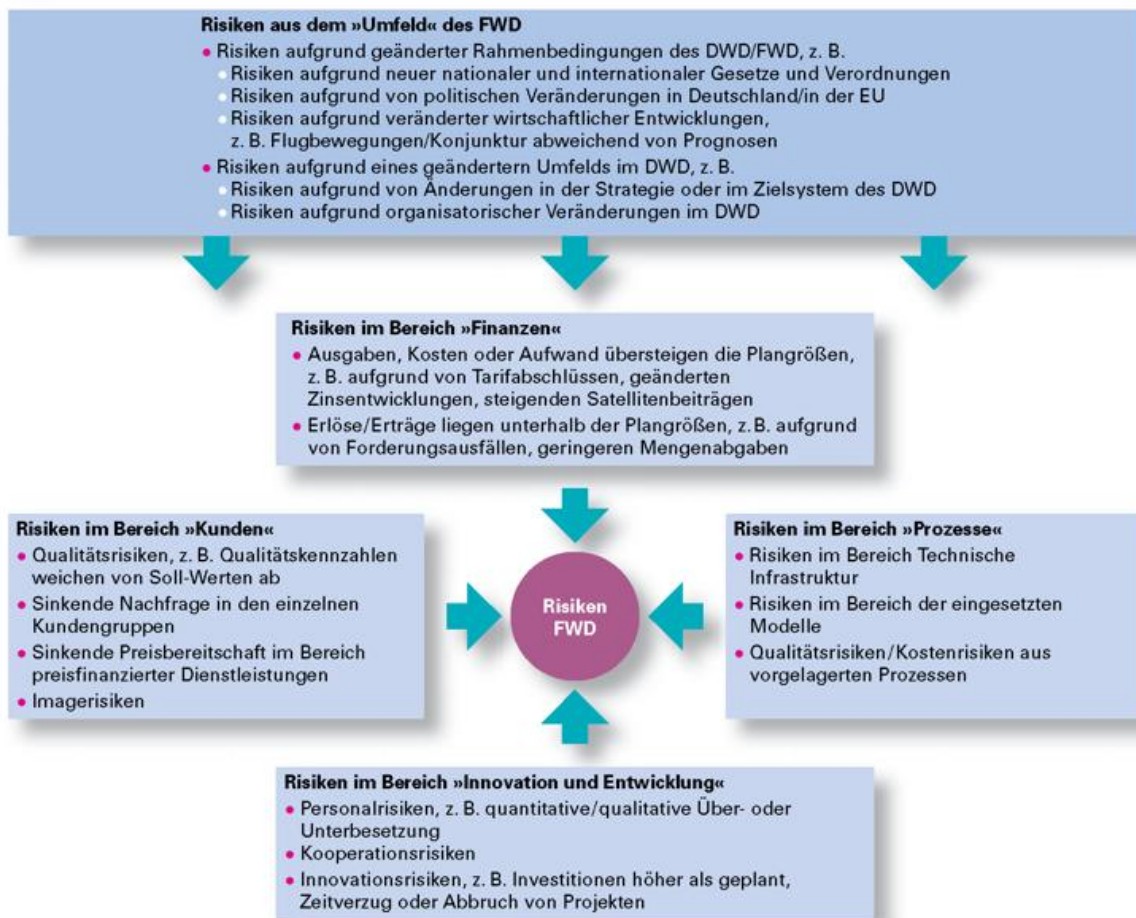 Risiken aus dem »Umfeld« des FWD
• Risiken aufgrund geänderter Rahmenbedingungen des DWD/FWD, z. B.
• Risiken aufgrund neuer nationaler und internationaler Gesetze und Verordnungen
• Risiken aufgrund von politischen Veränderungen in Deutschland/in der EU
• Risiken aufgrund veränderter wirtschaftlicher Entwicklungen,
z. B. Flugbewegungen/Konjunktur abweichend von Prognosen
• Risiken aufgrund eines geändertern Umfelds im DWD, z. B.
• Risiken aufgrund von Änderungen in der Strategie oder im Zielsystem des DWD
• Risiken aufgrund organisatorischer Veränderungen im DWD
Risiken im Bereich »Finanzen«
• Ausgaben, Kosten oder Aufwand übersteigen die Plangrößen,
z. B. aufgrund von Tarifabschlüssen, geänderten
Zinsentwicklungen, steigenden Satellitenbeiträgen
• Erlöse/Erträge liegen unterhalb der Plangrößen, z. B. aufgrund
von Forderungsausfällen, geringeren Mengenabgaben
Risiken im Bereich »Kunden«
• Qualitätsrisiken, z. B. Qualitätskennzahlen
weichen von Soll-Werten ab
• Sinkende Nachfrage in den einzelnen
Kundengruppen
• Sinkende Preisbereitschaft im Bereich
preisfinanzierter Dienstleistungen
• Imagerisiken
Risiken
FWD
Risiken im Bereich »Prozesse«
• Risiken im Bereich Technische
Infrastruktur
• Risiken im Bereich der eingesetzten
Modelle
• Qualitätsrisiken/Kostenrisiken aus
vorgelagerten Prozessen
Risiken im Bereich »Innovation und Entwicklung«
• Personalrisiken, z. B. quantitative/qualitative Über- oder
Unterbesetzung
• Kooperationsrisiken
• Innovationsrisiken, z. B. Investitionen höher als geplant,
Zeitverzug oder Abbruch von Projekten